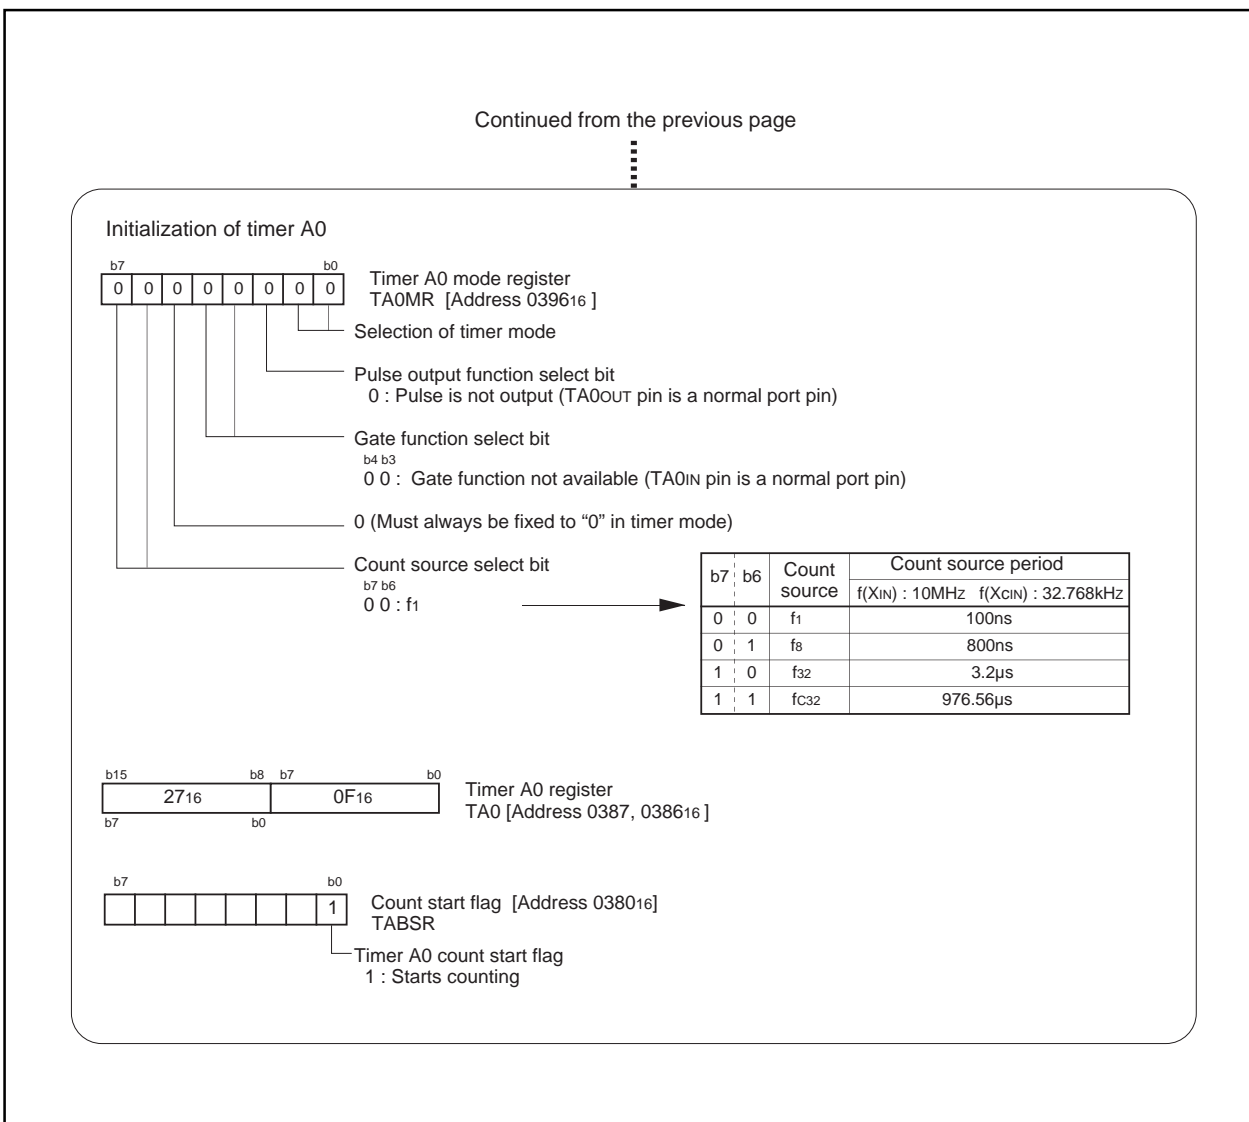 Continued from the previous page
Initialization of timer A0
b7 b0
0 0 0 0 0 0 0 0
Timer A0 mode register
TA0MR [Address 039616 ]
Selection of timer mode
Pulse output function select bit
0 : Pulse is not output (TA0OUT pin is a normal port pin)
Gate function select bit
b4 b3
0 0 : Gate function not available (TA0IN pin is a normal port pin)
0 (Must always be fixed to “0” in timer mode)
Count source select bit
b7 b6
0 0 : f1
b7 b6 Count source Count source period
f(XIN) : 10MHZ f(XCIN) : 32.768kHZ
0 0 f1 100ns
0 1 f8 800ns
1 0 f32 3.2µs
1 1 fC32 976.56µs
b15 b8 b7 b0
2716 0F16
b7 b0
Timer A0 register
TA0 [Address 0387, 038616 ]
b7 b0
1
Count start flag [Address 038016]
TABSR
Timer A0 count start flag
1 : Starts counting